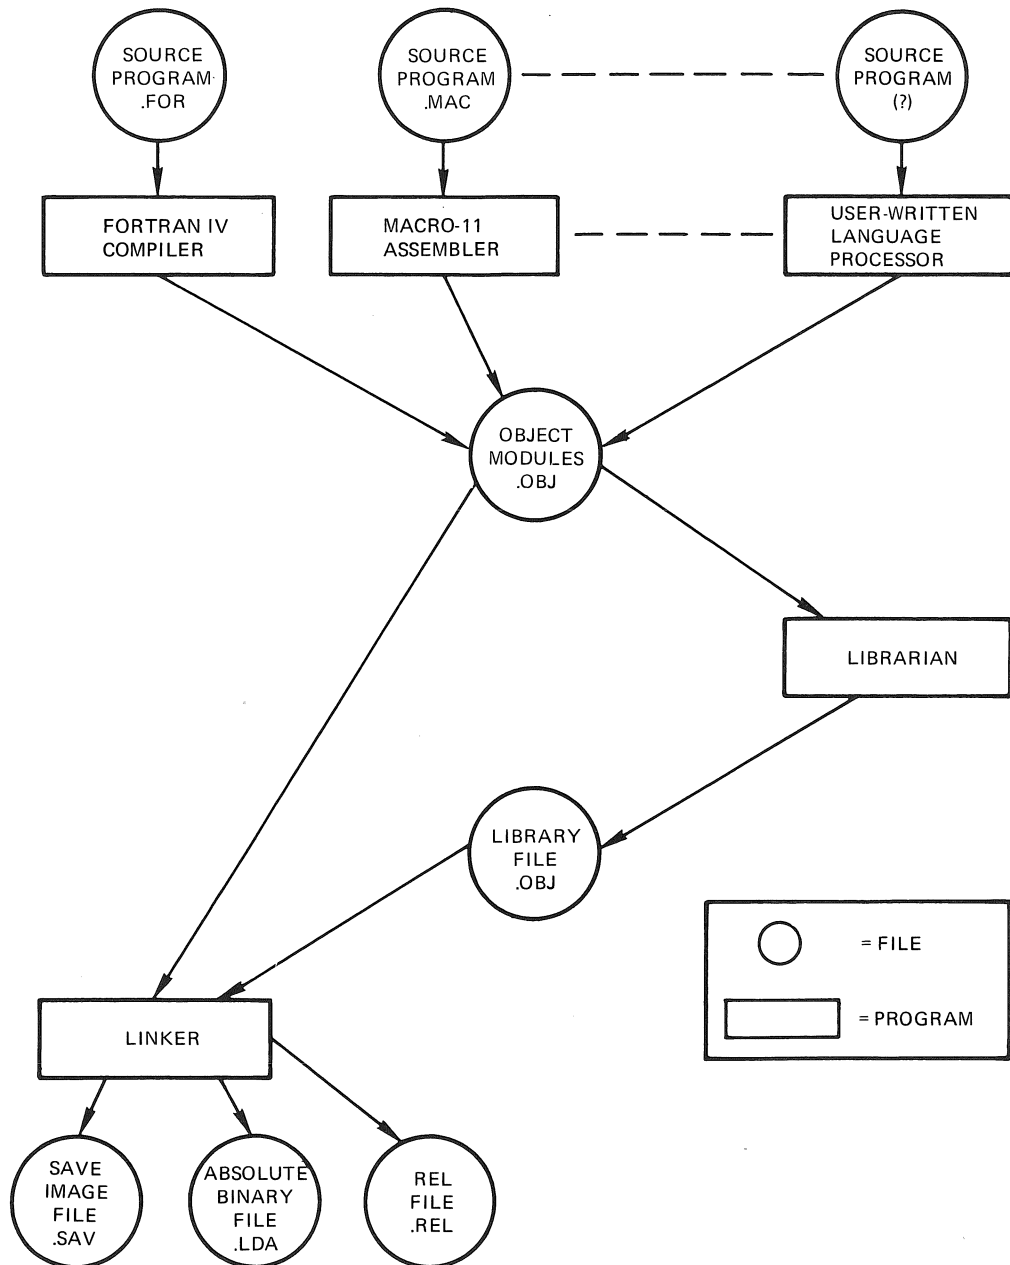 SOURCE
PROGRAM
.FOR
SOURCE
PROGRAM
.MAC
SOURCE
PROGRAM
(?)
FORTRAN IV
COMPILER
MACRO-11
ASSEMBLER
USER-WRITTEN
LANGUAGE
PROCESSOR
OBJECT
MODULES
.OBJ
LIBRARIAN
LIBRARY
FILE
.OBJ
= FILE
= PROGRAM
LINKER
SAVE
IMAGE
FILE
.SAV
ABSOLUTE
BINARY
FILE
.LDA
REL
FILE
.REL